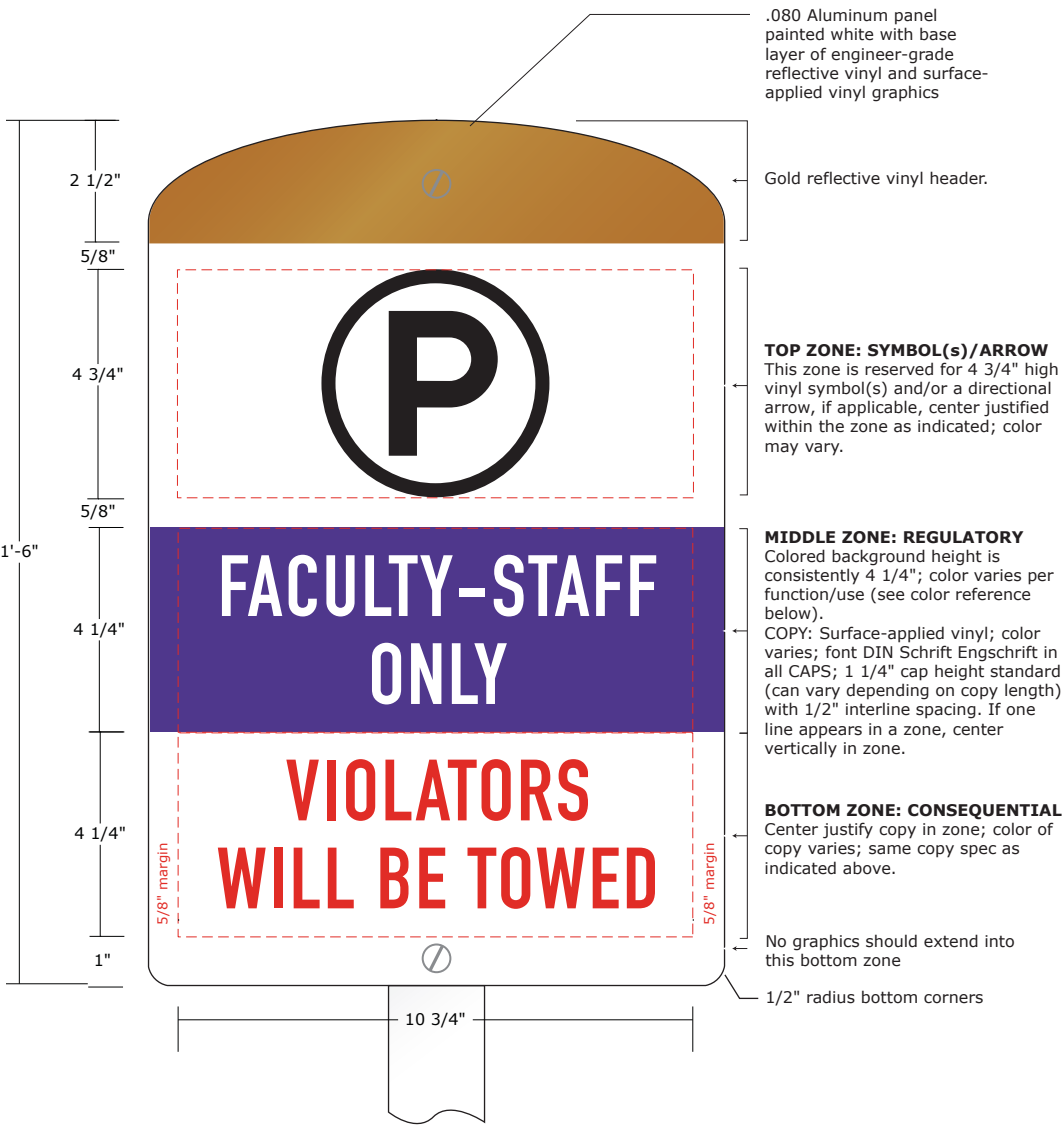 .080 Aluminum panel
painted white with base
layer of engineer-grade
reflective vinyl and surface-
applied vinyl graphics
2 1/2"
Gold reflective vinyl header.
5/8"
4 3/4"
P
TOP ZONE: SYMBOL(s)/ARROW
This zone is reserved for 4 3/4" high
vinyl symbol(s) and/or a directional
arrow, if applicable, center justified
within the zone as indicated; color
may vary.
5/8"
1'-6"
4 1/4"
FACULTY-STAFF
ONLY
MIDDLE ZONE: REGULATORY
Colored background height is
consistently 4 1/4"; color varies per
function/use (see color reference
below).
COPY: Surface-applied vinyl; color
varies; font DIN Schrift Engschrift in
all CAPS; 1 1/4" cap height standard
(can vary depending on copy length)
with 1/2" interline spacing. If one
line appears in a zone, center
vertically in zone.
4 1/4"
5/8" margin
VIOLATORS
WILL BE TOWED
5/8" margin
BOTTOM ZONE: CONSEQUENTIAL
Center justify copy in zone; color of
copy varies; same copy spec as
indicated above.
1"
No graphics should extend into
this bottom zone
1/2" radius bottom corners
10 3/4"